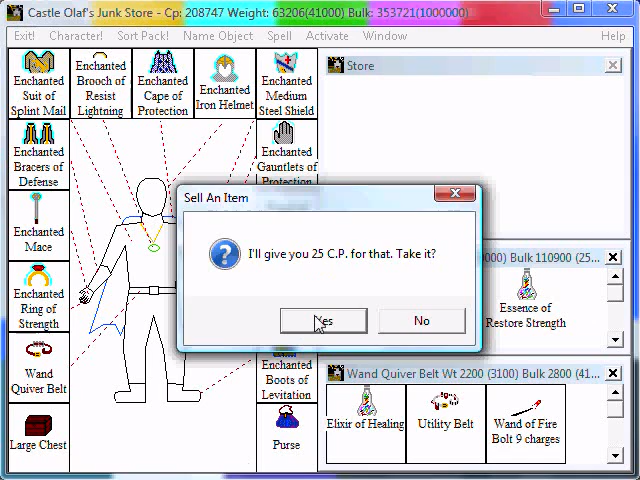 Castle Olaf's Junk Store - Cp: 208747 Weight: 63206(41000) Bulk: 353721(1000000)
Exit! Character! Sort Pack! Name Object Spell Activate Window Help
Enchanted
Suit of
Splint Mail
Enchanted
Brooch of
Resist
Lightning
Enchanted
Cape of
Protection
Enchanted
Iron Helmet
Enchanted
Medium
Steel Shield
Store
Enchanted
Bracers of
Defense
Enchanted
Gauntlets of
Protection
Enchanted
Mace
Sell An Item
I'll give you 25 C.P. for that. Take it?
Yes
No
000) Bulk 110900 (25...
Essence of
Restore Strength
Enchanted
Ring of
Strength
Wand
Quiver Belt
Enchanted
Boots of
Levitation
Large Chest
Purse
Wand Quiver Belt Wt 2200 (3100) Bulk 2800 (41...
Elixir of Healing
Utility Belt
Wand of Fire
Bolt 9 charges